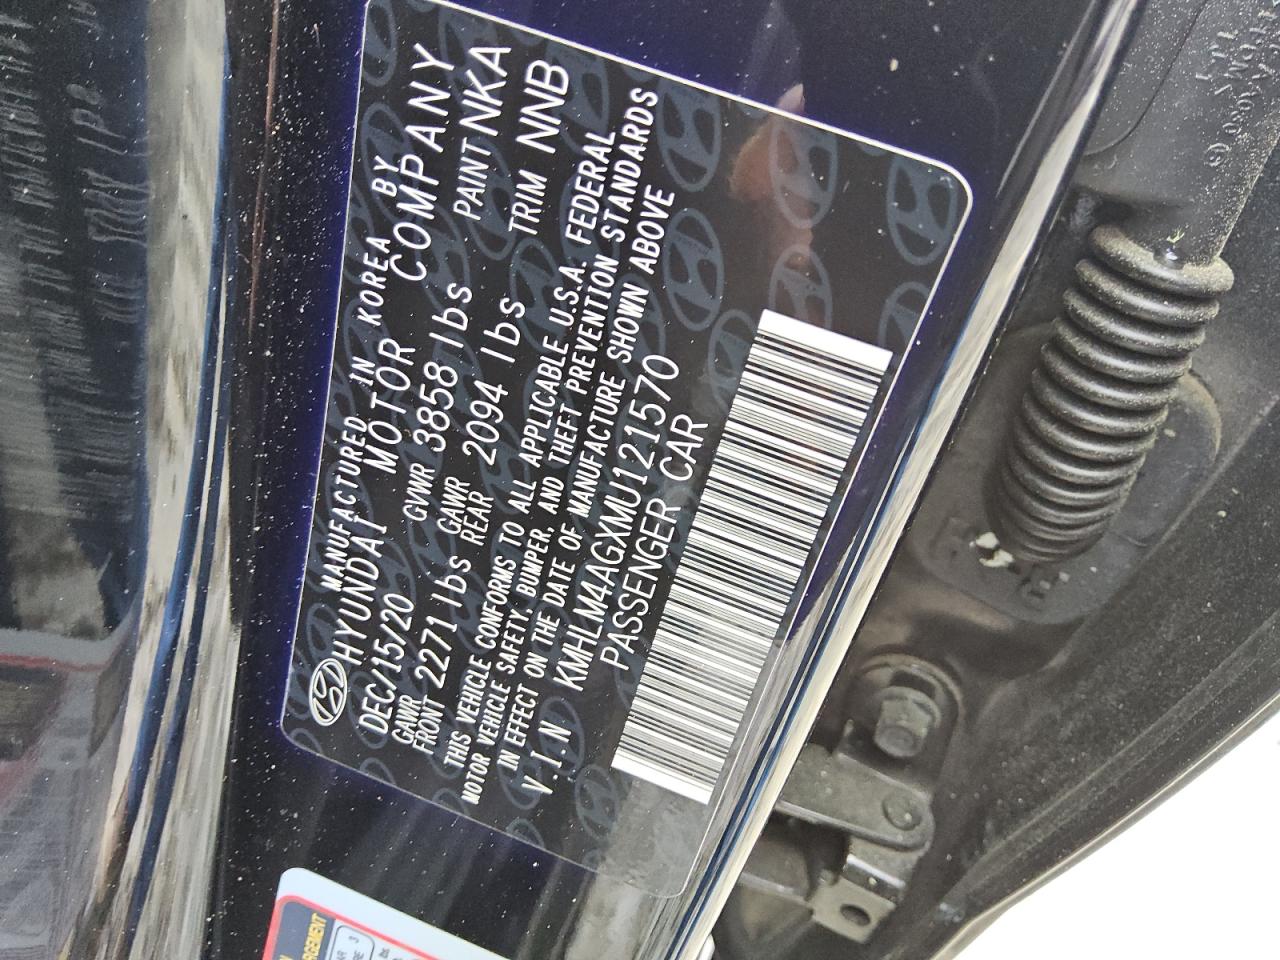 MANUFACTURED IN KOREA BY
HYUNDAI MOTOR COMPANY
DEC/15/20 GVWR 3858 lbs PAINT NKA
GAWR FRONT 2271 lbs GAWR REAR 2094 lbs TRIM NNB
THIS VEHICLE CONFORMS TO ALL APPLICABLE U.S.A. FEDERAL
MOTOR VEHICLE SAFETY, BUMPER, AND THEFT PREVENTION STANDARDS
IN EFFECT ON THE DATE OF MANUFACTURE SHOWN ABOVE
V.I.N KMHLM4AGXMU121570
PASSENGER CAR